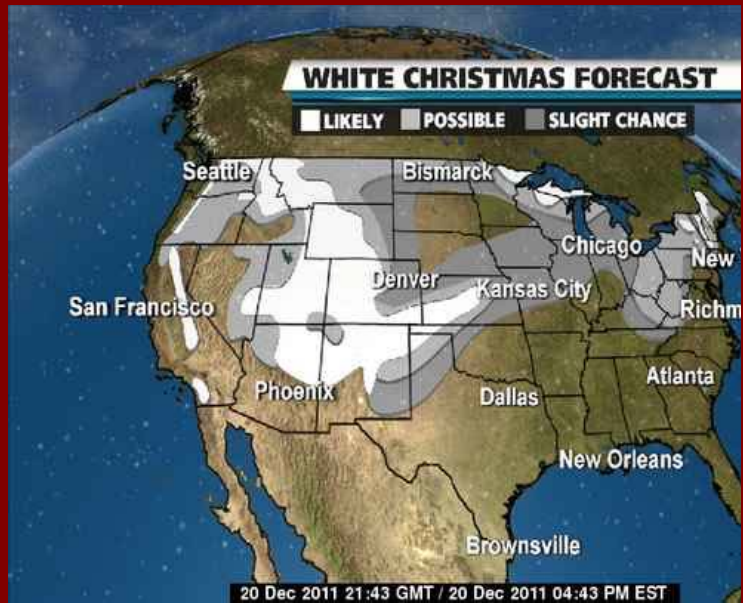 WHITE CHRISTMAS FORECAST
LIKELY POSSIBLE SLIGHT CHANCE
Seattle Bismarck
Chicago
New
Denver
Kansas City
San Francisco
Richm
Phoenix
Atlanta
Dallas
New Orleans
Brownsville
20 Dec 2011 21:43 GMT / 20 Dec 2011 04:43 PM EST